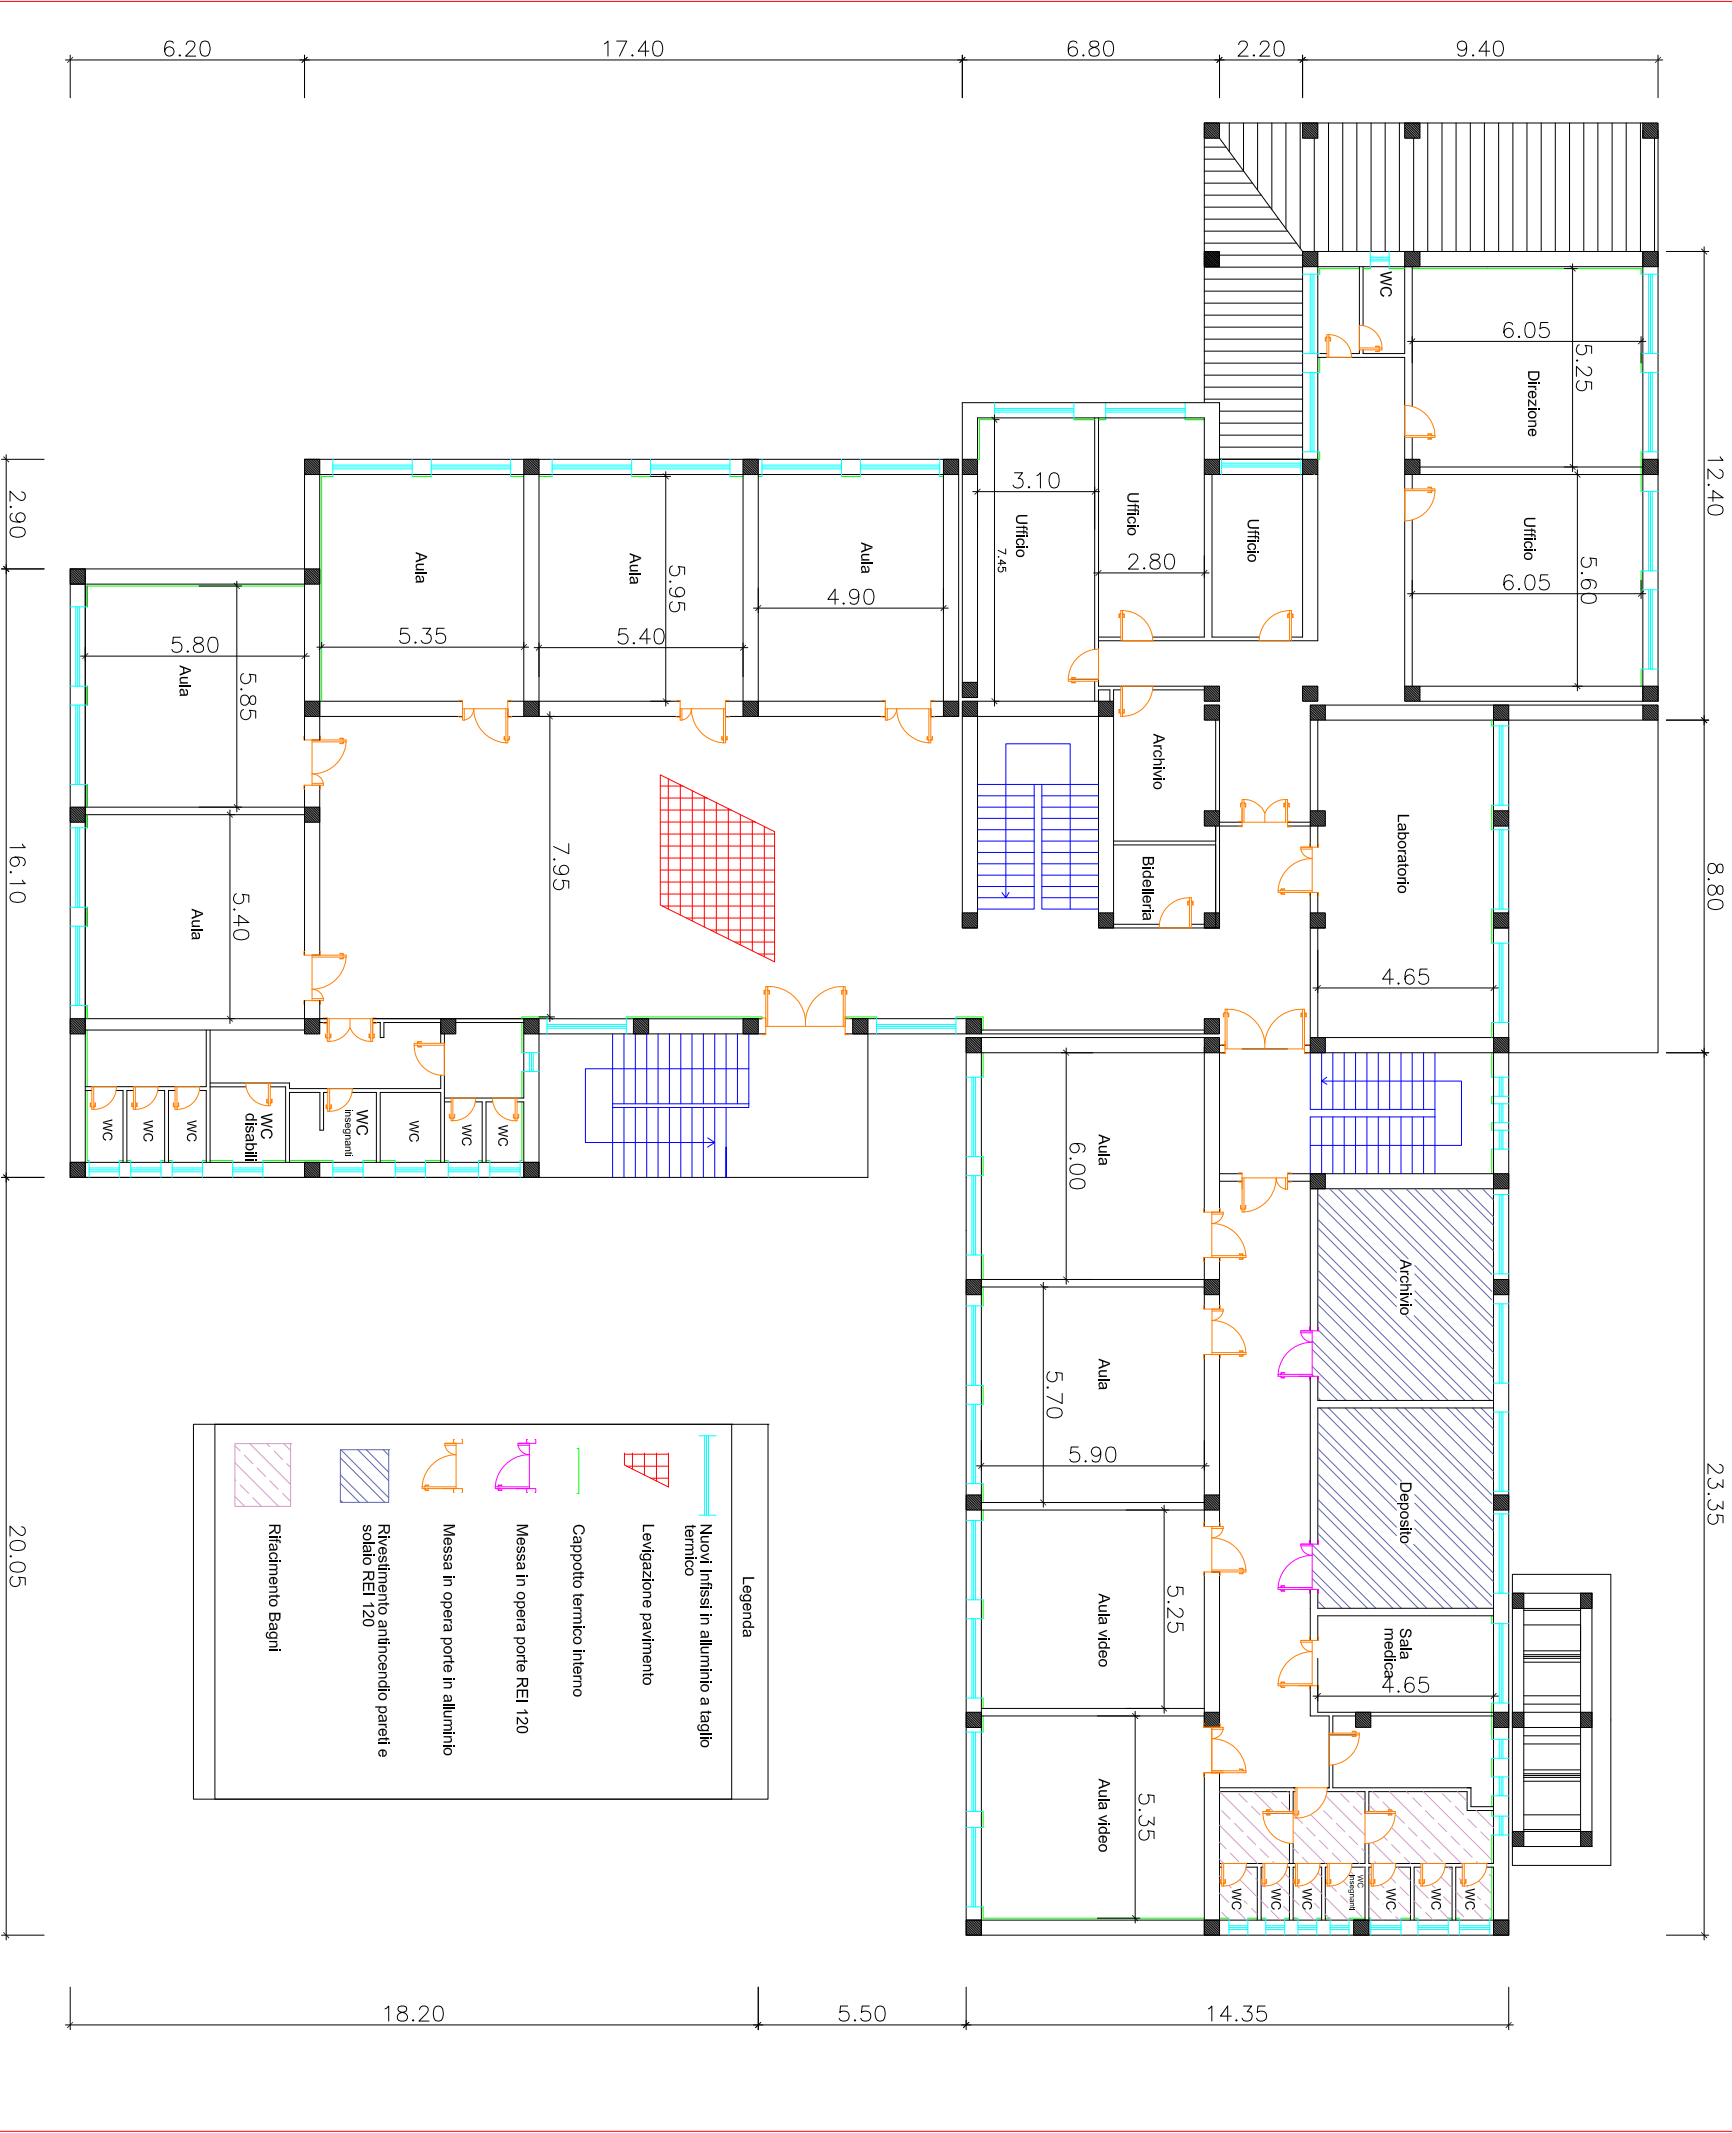 6.20
17.40
6.80
2.20
9.40
12.40
8.80
23.35
2.90
16.10
20.05
18.20
5.50
14.35
WC
6.05
5.25
Direzione
Ufficio
5.60
6.05
3.10
Ufficio
7.45
Ufficio
2.80
Ufficio
Aula
5.35
Aula
5.95
5.40
Aula
4.90
5.80
Aula
5.85
Aula
5.40
7.95
Archivio
Bidelleria
Laboratorio
4.65
WC
WC
WC
WC
disabili
WC
insegnanti
WC
WC
WC
Aula
6.00
Aula
5.70
5.90
Aula video
5.25
Aula video
5.35
Archivio
Deposito
Sala
medica
4.65
WC
WC
WC
WC
insegnanti
WC
WC
WC
Legenda
Nuovi Infissi in alluminio a taglio
termico
Levigazione pavimento
Cappotto termico interno
Messa in opera porte REI 120
Messa in opera porte in alluminio
Rivestimento antincendio pareti e
solaio REI 120
Rifacimento Bagni